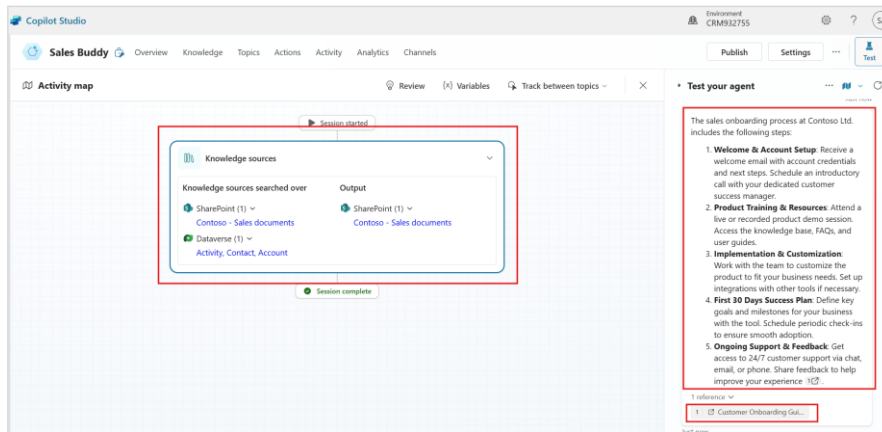 Copilot Studio
Environment
CRM932755
?
Sales Buddy Overview Knowledge Topics Actions Activity Analytics Channels
Publish Settings ... Test
Activity map
Review {x} Variables Track between topics
Test your agent ...
Session started
Knowledge sources
Knowledge sources searched over Output
SharePoint (1) SharePoint (1)
Contoso - Sales documents Contoso - Sales documents
Dataverse (1)
Activity, Contact, Account
Session complete
The sales onboarding process at Contoso Ltd.
includes the following steps:
1. Welcome & Account Setup: Receive a
welcome email with account credentials
and next steps. Schedule an introductory
call with your dedicated customer
success manager.
2. Product Training & Resources: Attend a
live or recorded product demo session.
Access the knowledge base, FAQs, and
user guides.
3. Implementation & Customization:
Work with the team to customize the
product to fit your business needs. Set up
integrations with other tools if necessary.
4. First 30 Days Success Plan: Define key
goals and milestones for your business
with the tool. Schedule periodic check-ins
to ensure smooth adoption.
5. Ongoing Support & Feedback: Get
access to 24/7 customer support via chat,
email, or phone. Share feedback to help
improve your experience 1.
1 reference
1 Customer Onboarding Gui...